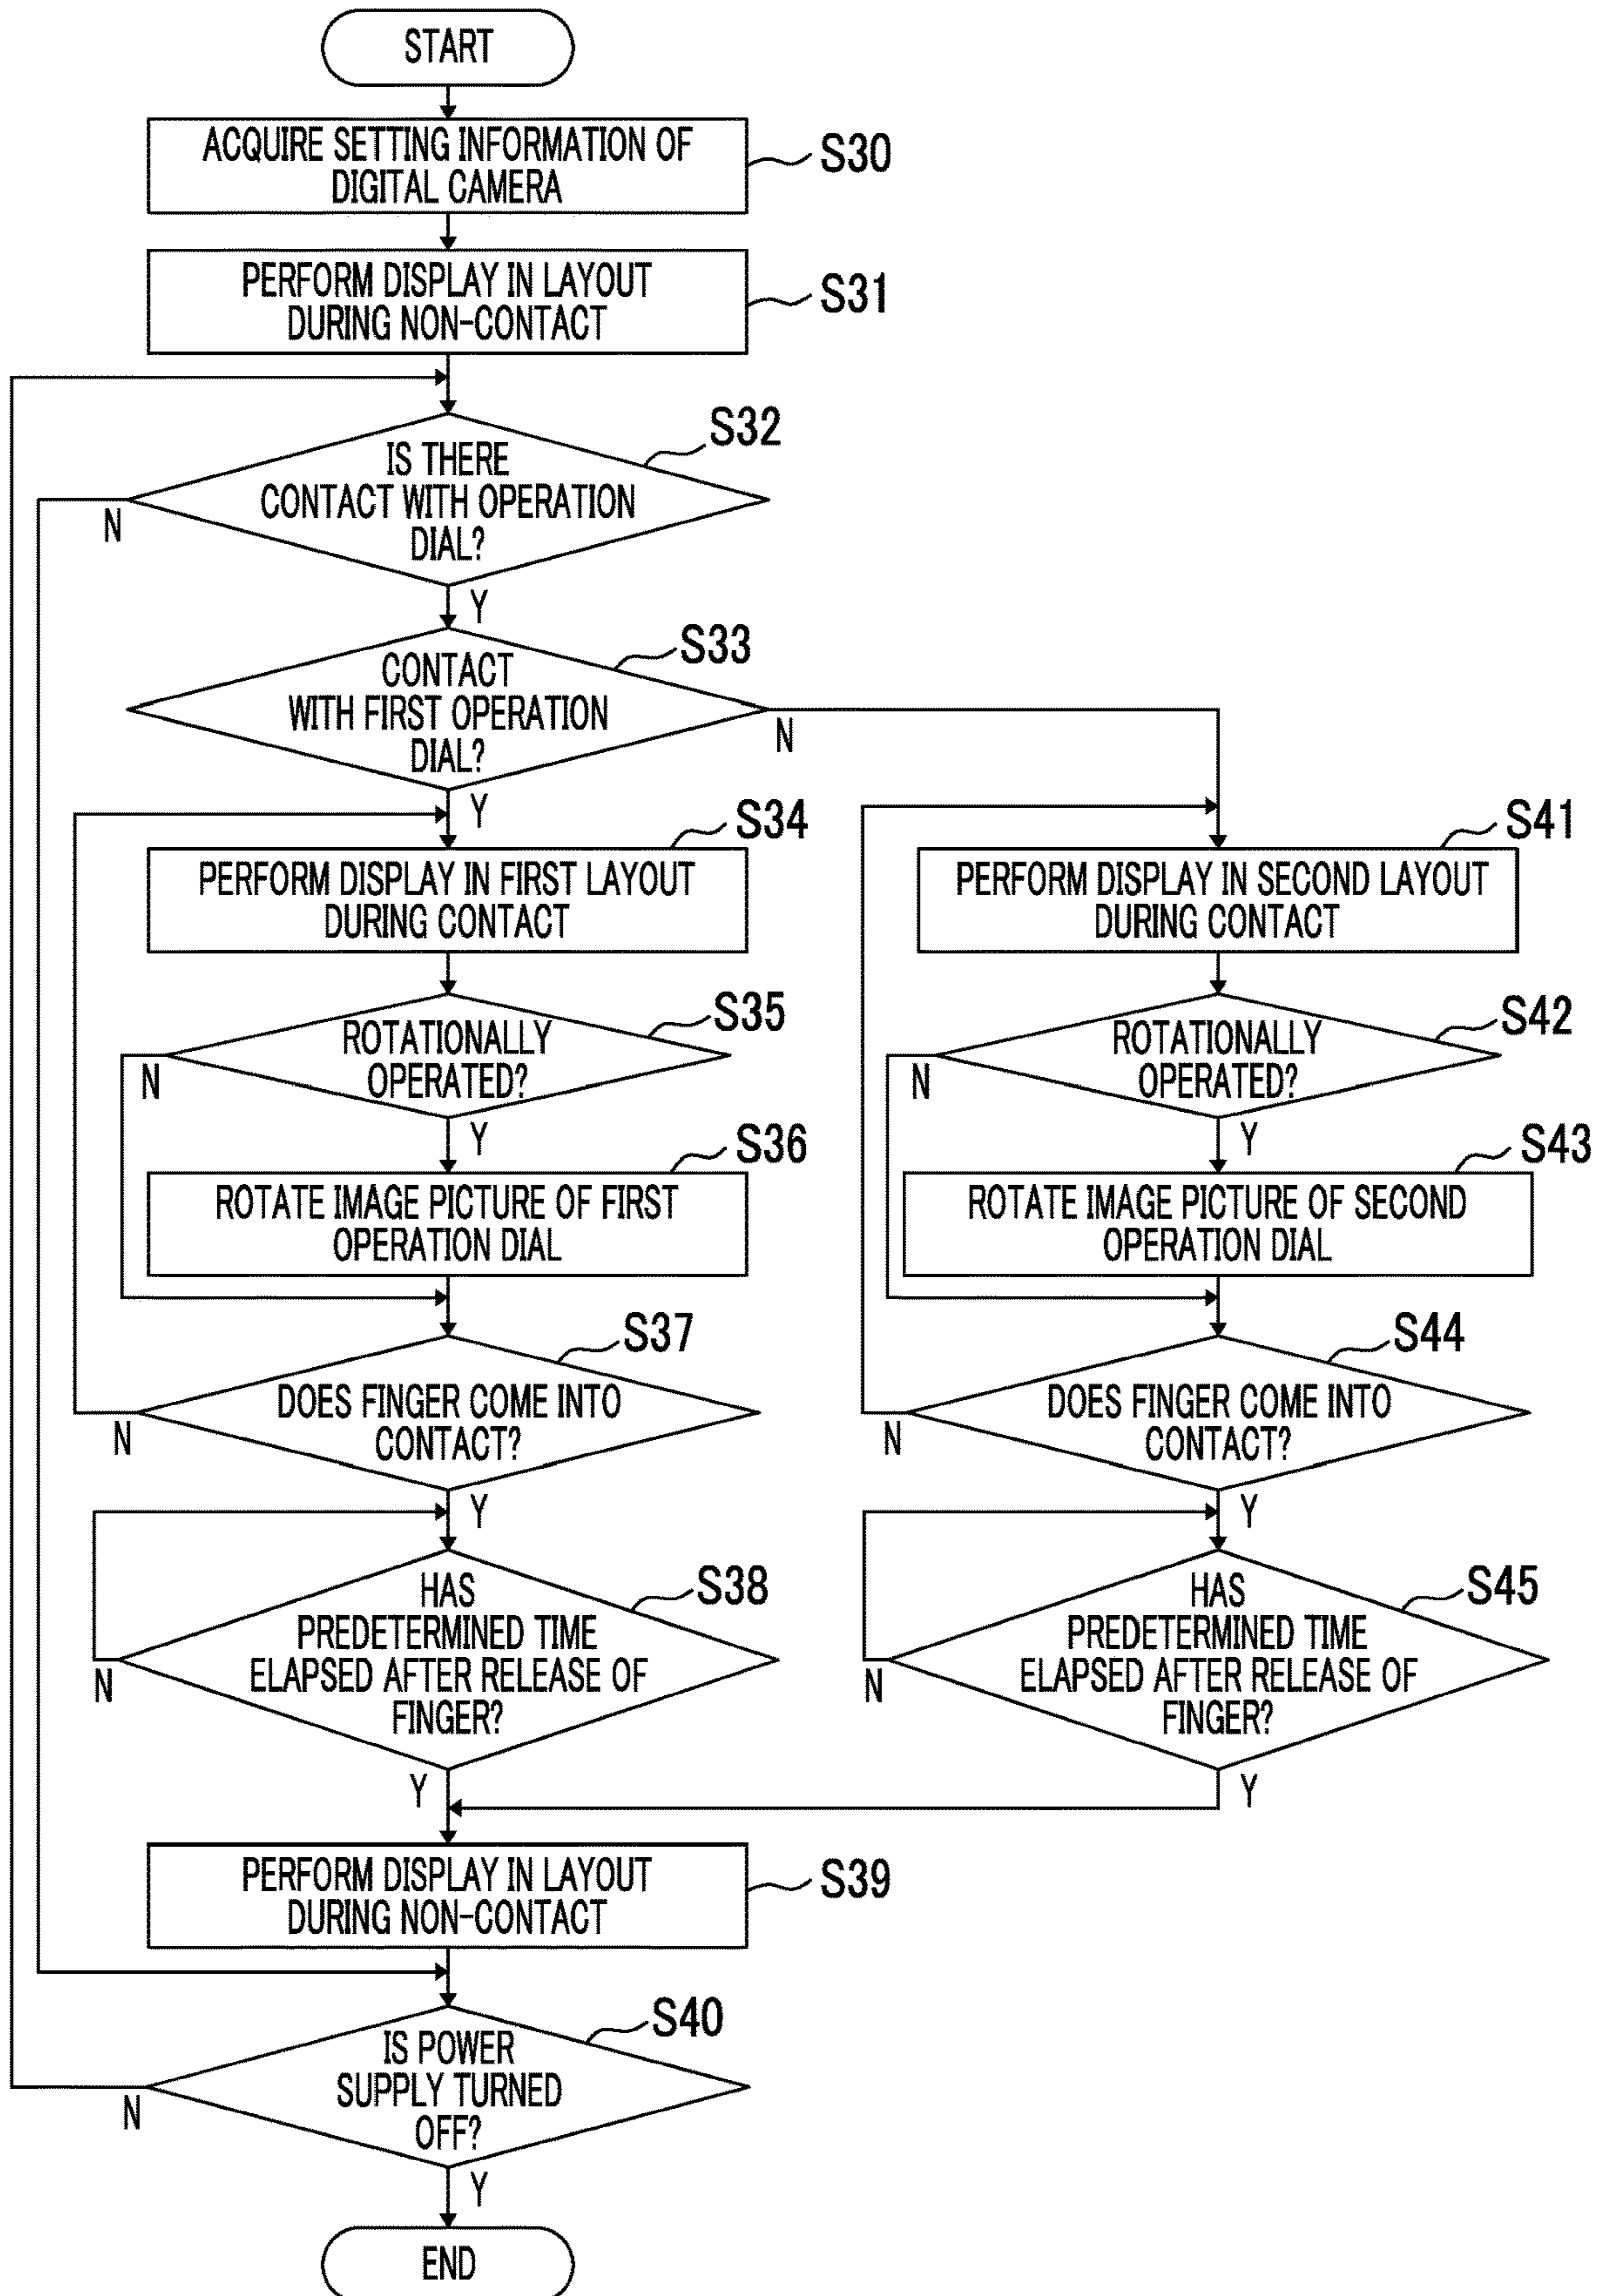 START
ACQUIRE SETTING INFORMATION OF
DIGITAL CAMERA
S30
PERFORM DISPLAY IN LAYOUT
DURING NON-CONTACT
S31
S32
IS THERE
CONTACT WITH OPERATION
DIAL?
N
Y
S33
CONTACT
WITH FIRST OPERATION
DIAL?
N
Y
S34
PERFORM DISPLAY IN FIRST LAYOUT
DURING CONTACT
S35
ROTATIONALLY
OPERATED?
N
Y
S36
ROTATE IMAGE PICTURE OF FIRST
OPERATION DIAL
S37
DOES FINGER COME INTO
CONTACT?
N
Y
S38
HAS
PREDETERMINED TIME
ELAPSED AFTER RELEASE OF
FINGER?
N
Y
S41
PERFORM DISPLAY IN SECOND LAYOUT
DURING CONTACT
S42
ROTATIONALLY
OPERATED?
N
Y
S43
ROTATE IMAGE PICTURE OF SECOND
OPERATION DIAL
S44
DOES FINGER COME INTO
CONTACT?
N
Y
S45
HAS
PREDETERMINED TIME
ELAPSED AFTER RELEASE OF
FINGER?
N
Y
PERFORM DISPLAY IN LAYOUT
DURING NON-CONTACT
S39
S40
IS POWER
SUPPLY TURNED
OFF?
N
Y
END